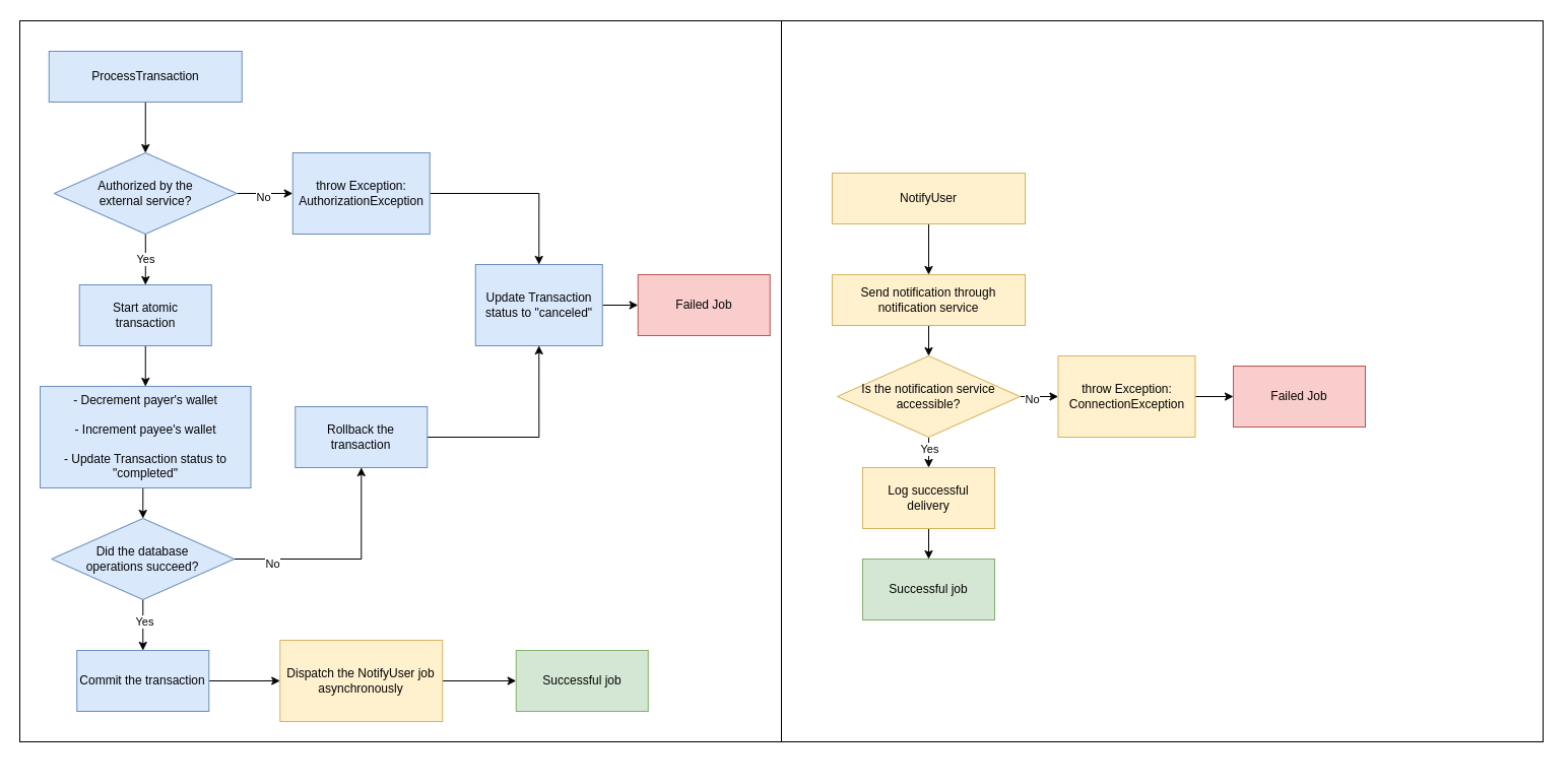 ProcessTransaction
Authorized by the
external service?
No
throw Exception:
AuthorizationException
Yes
Start atomic
transaction
Update Transaction
status to "canceled"
Failed Job
- Decrement payer's wallet
- Increment payee's wallet
- Update Transaction status to
"completed"
Rollback the
transaction
Did the database
operations succeed?
No
Yes
Commit the transaction
Dispatch the NotifyUser job
asynchronously
Successful job
NotifyUser
Send notification through
notification service
Is the notification service
accessible?
No
throw Exception:
ConnectionException
Failed Job
Yes
Log successful
delivery
Successful job